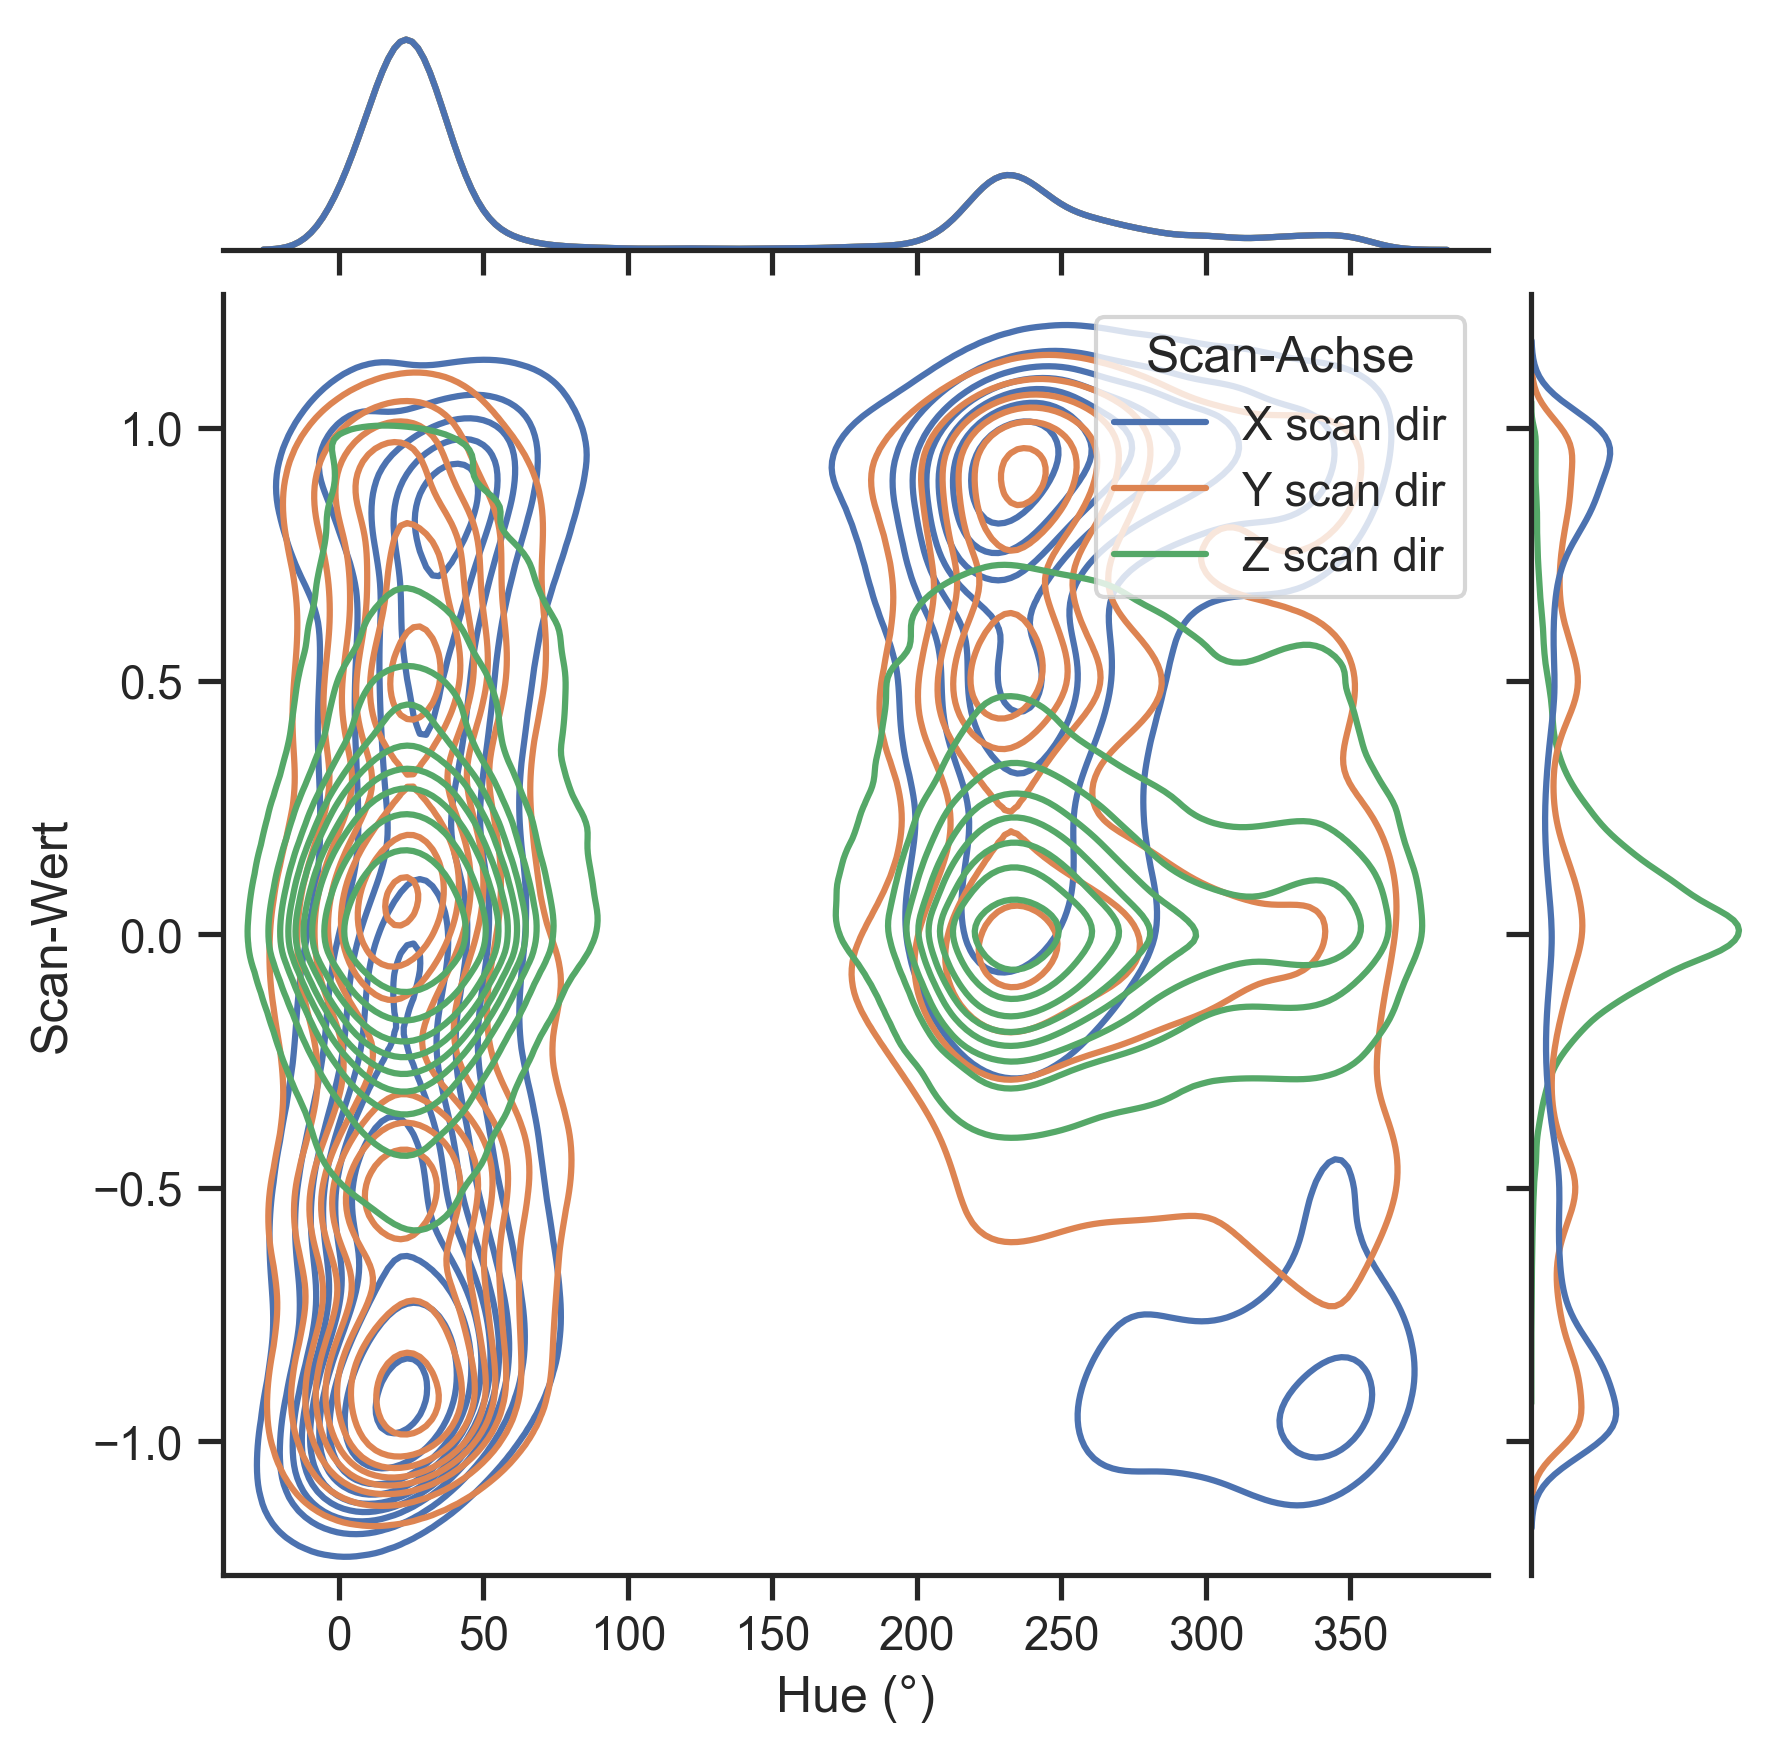 Scan-Achse
X scan dir
Y scan dir
Z scan dir
1.0
0.5
0.0
−0.5
−1.0
Scan-Wert
0 50 100 150 200 250 300 350
Hue (°)